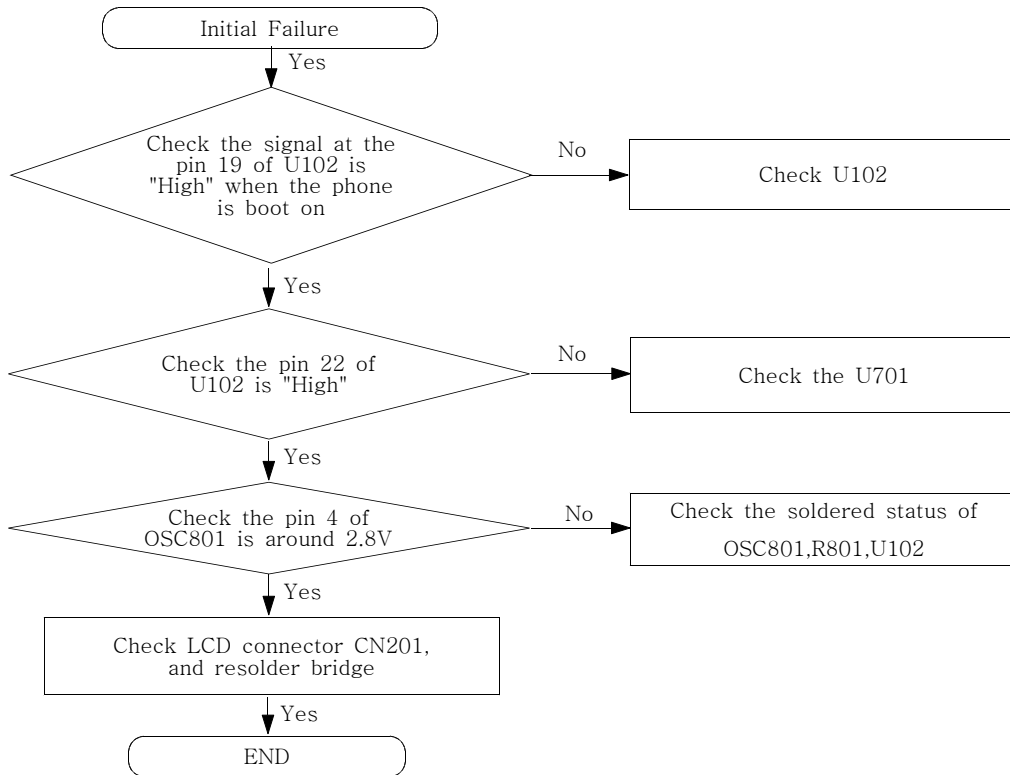 Initial Failure
Yes
Check the signal at the
pin 19 of U102 is
"High" when the phone
is boot on
No
Check U102
Yes
Check the pin 22 of
U102 is "High"
No
Check the U701
Yes
Check the pin 4 of
OSC801 is around 2.8V
No
Check the soldered status of
OSC801,R801,U102
Yes
Check LCD connector CN201,
and resolder bridge
Yes
END